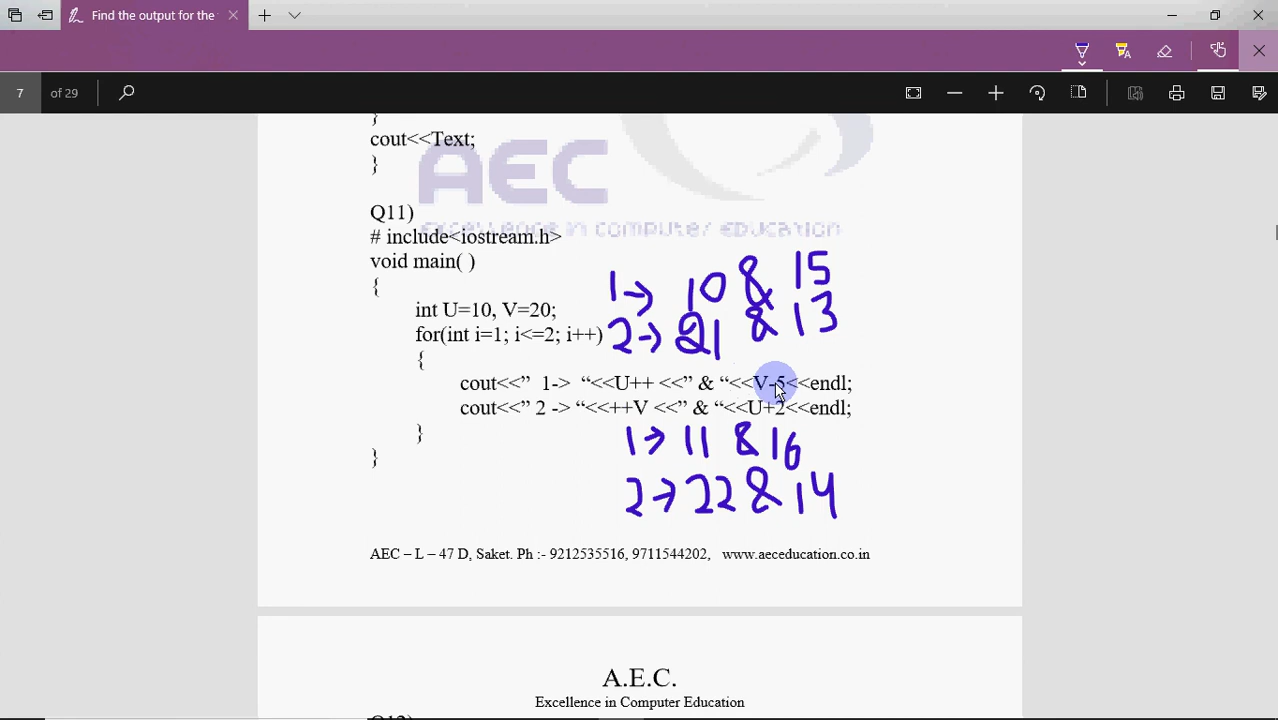 Find the output for the
7 of 29
}
cout<<Text;
}
AEC
excellence in computer education
Q11)
# include<iostream.h>
void main( )
{
int U=10, V=20;
for(int i=1; i<=2; i++)
{
cout<<” 1-> “<<U++ <<” & “<<V-5<<endl;
cout<<” 2 -> “<<++V <<” & “<<U+2<<endl;
}
}
1 -> 10 & 15
2 -> 21 & 13
1 -> 11 & 16
2 -> 22 & 14
AEC – L – 47 D, Saket. Ph :- 9212535516, 9711544202, www.aeceducation.co.in
A.E.C.
Excellence in Computer Education
Q12)